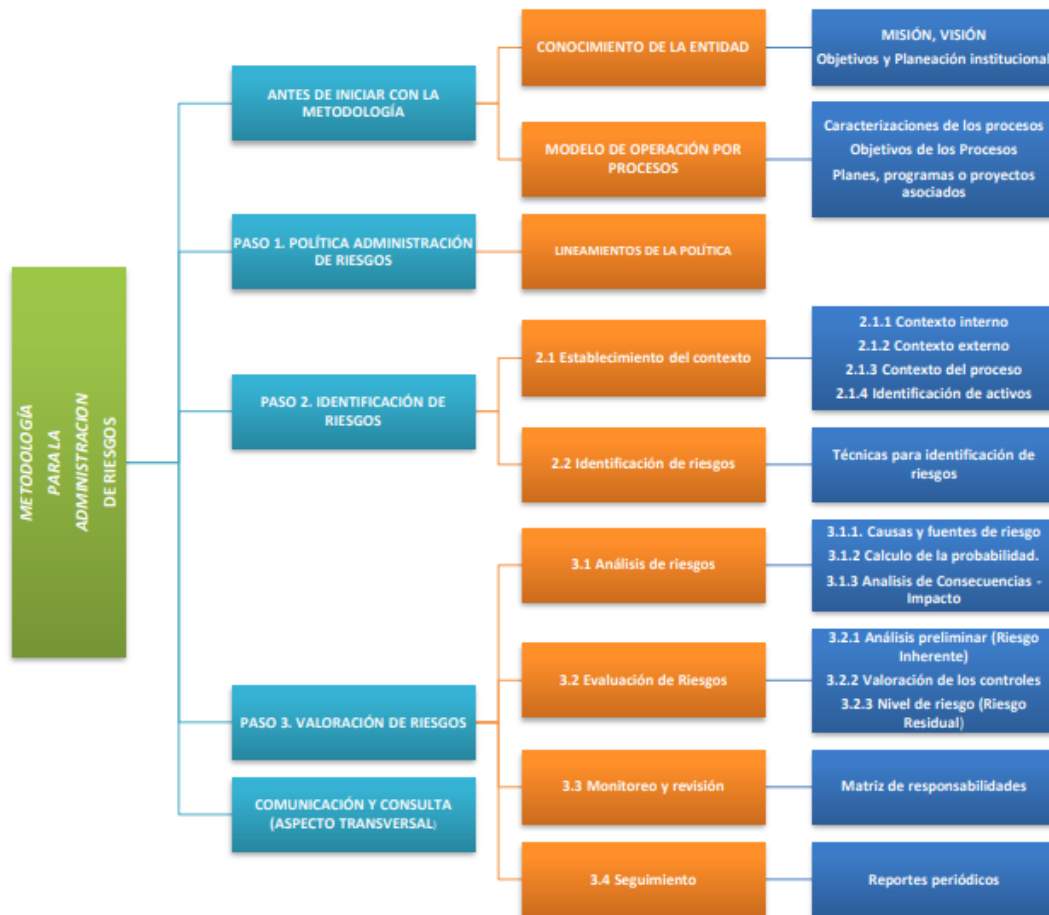 METODOLOGÍA
PARA LA
ADMINISTRACION
DE RIESGOS
ANTES DE INICIAR CON LA
METODOLOGÍA
CONOCIMIENTO DE LA ENTIDAD
MISIÓN, VISIÓN
Objetivos y Planeación institucional
MODELO DE OPERACIÓN POR
PROCESOS
Caracterizaciones de los procesos
Objetivos de los Procesos
Planes, programas o proyectos
asociados
PASO 1. POLÍTICA ADMINISTRACIÓN
DE RIESGOS
LINEAMIENTOS DE LA POLÍTICA
PASO 2. IDENTIFICACIÓN DE
RIESGOS
2.1 Establecimiento del contexto
2.1.1 Contexto interno
2.1.2 Contexto externo
2.1.3 Contexto del proceso
2.1.4 Identificación de activos
2.2 Identificación de riesgos
Técnicas para identificación de
riesgos
PASO 3. VALORACIÓN DE RIESGOS
3.1 Análisis de riesgos
3.1.1. Causas y fuentes de riesgo
3.1.2 Calculo de la probabilidad.
3.1.3 Analisis de Consecuencias -
Impacto
3.2 Evaluación de Riesgos
3.2.1 Análisis preliminar (Riesgo
Inherente)
3.2.2 Valoración de los controles
3.2.3 Nivel de riesgo (Riesgo
Residual)
3.3 Monitoreo y revisión
Matriz de responsabilidades
3.4 Seguimiento
Reportes periódicos
COMUNICACIÓN Y CONSULTA
(ASPECTO TRANSVERSAL)